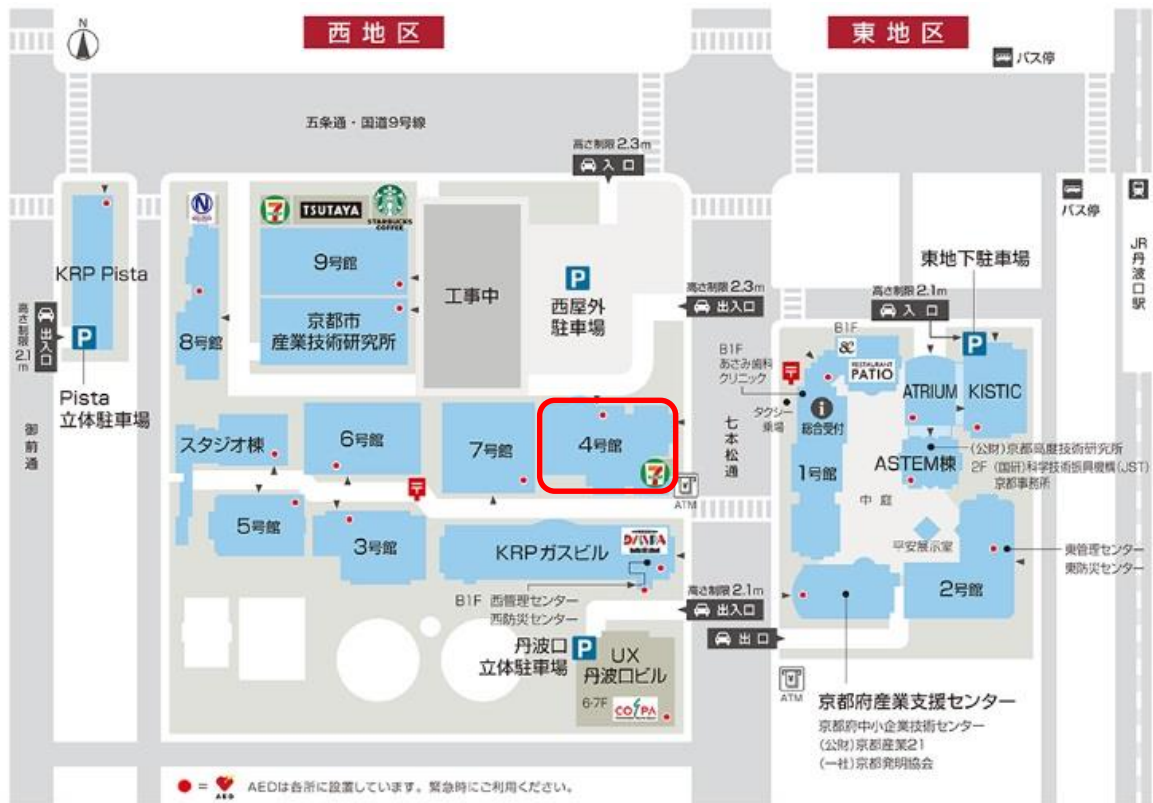 N
西地区
東地区
バス停
五条通・国道9号線
高さ制限 2.3m
入口
バス停
JR丹波口駅
TSUTAYA
STARBUCKS
COFFEE
KRP Pista
9号館
工事中
P
西屋外
駐車場
高さ制限 2.3m
出入口
東地下駐車場
高さ制限 2.1m
入口
高さ制限 2.1m
出入口
P
8号館
京都市
産業技術研究所
B1F
B1F
あさみ歯科
クリニック
RESTAURANT
PATIO
P
ATRIUM
KISTIC
Pista
立体駐車場
御前通
スタジオ棟
6号館
7号館
4号館
七本松通
タクシー
乗場
総合受付
1号館
ASTEM棟
(公財)京都高度技術研究所
2F (国研)科学技術振興機構(JST)
京都事務所
中庭
ATM
5号館
3号館
KRPガスビル
平安展示室
東管理センター
東防災センター
2号館
B1F 西管理センター
西防災センター
高さ制限 2.1m
出入口
出口
丹波口
立体駐車場
P
UX
丹波口ビル
6-7F
CO PA
ATM
京都府産業支援センター
京都府中小企業技術センター
(公財)京都産業21
(一社)京都発明協会
● = AED AEDは各所に設置しています。緊急時にご利用ください。